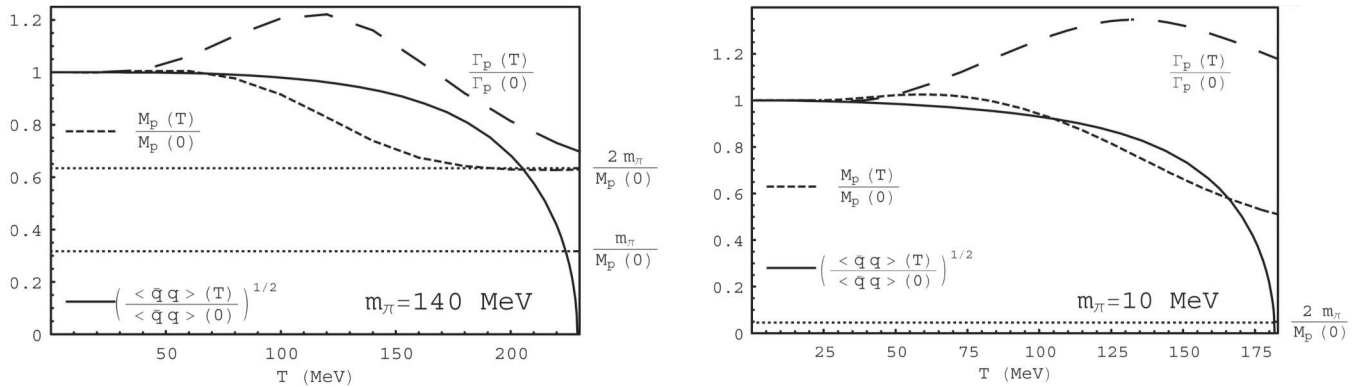 1.2
1
0.8
0.6
0.4
0.2
0
50
100
150
200
T (MeV)
Γp (T)
Γp (0)
Mp (T)
Mp (0)
2 mπ
Mp (0)
mπ
Mp (0)
( < q̄ q > (T) / < q̄ q > (0) )^1/2
mπ=140 MeV
1.2
1
0.8
0.6
0.4
0.2
0
25
50
75
100
125
150
175
T (MeV)
Γp (T)
Γp (0)
Mp (T)
Mp (0)
( < q̄ q > (T) / < q̄ q > (0) )^1/2
mπ=10 MeV
2 mπ
Mp (0)